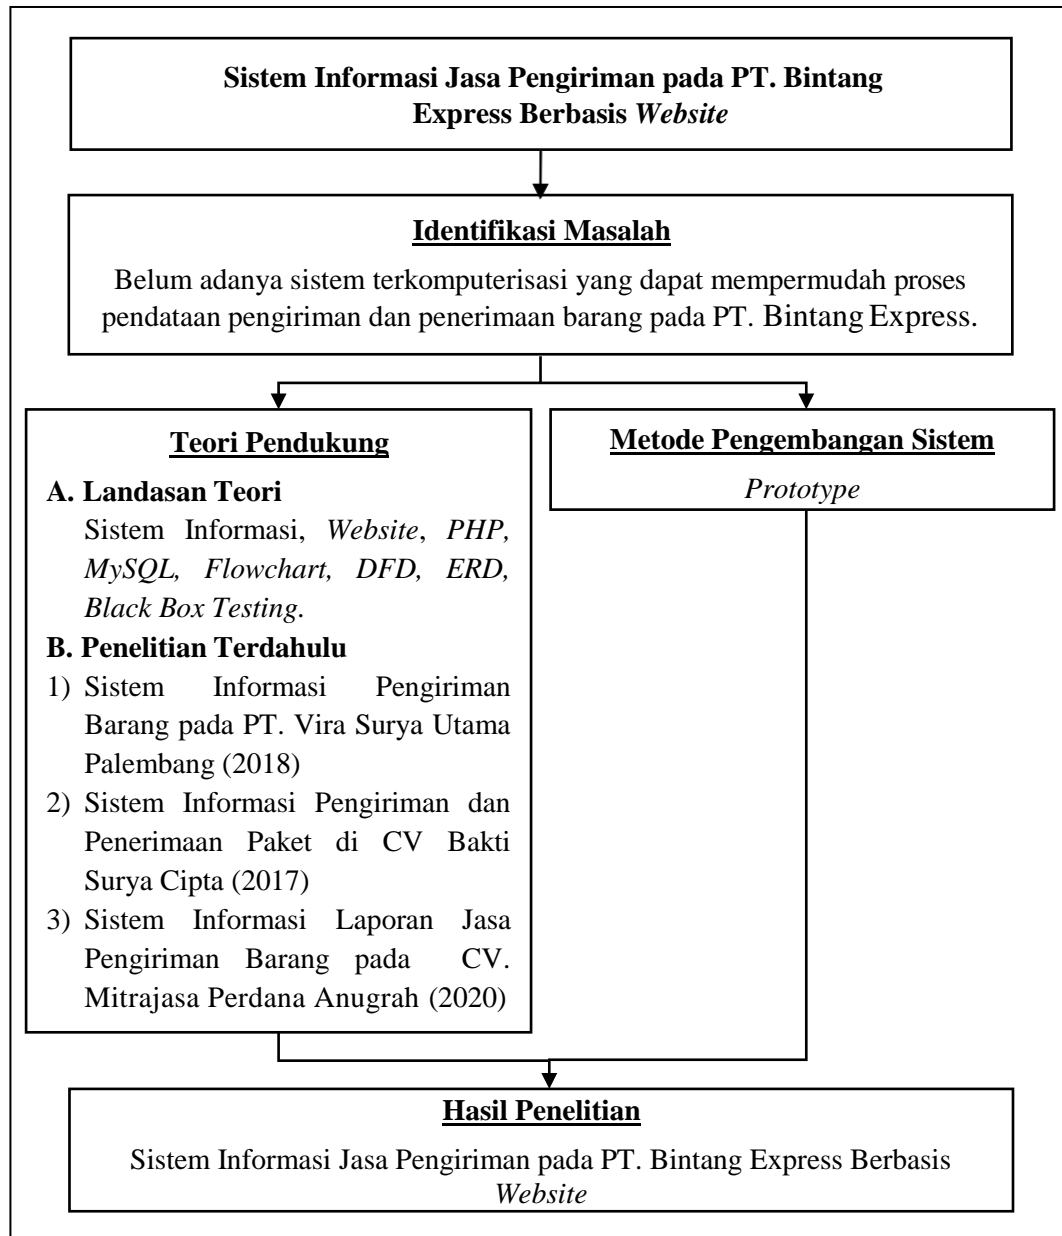 Sistem Informasi Jasa Pengiriman pada PT. Bintang
Express Berbasis Website
Identifikasi Masalah
Belum adanya sistem terkomputerisasi yang dapat mempermudah proses
pendataan pengiriman dan penerimaan barang pada PT. Bintang Express.
Teori Pendukung
A. Landasan Teori
Sistem Informasi, Website, PHP,
MySQL, Flowchart, DFD, ERD,
Black Box Testing.
B. Penelitian Terdahulu
1) Sistem Informasi Pengiriman
Barang pada PT. Vira Surya Utama
Palembang (2018)
2) Sistem Informasi Pengiriman dan
Penerimaan Paket di CV Bakti
Surya Cipta (2017)
3) Sistem Informasi Laporan Jasa
Pengiriman Barang pada CV.
Mitrajasa Perdana Anugrah (2020)
Metode Pengembangan Sistem
Prototype
Hasil Penelitian
Sistem Informasi Jasa Pengiriman pada PT. Bintang Express Berbasis
Website